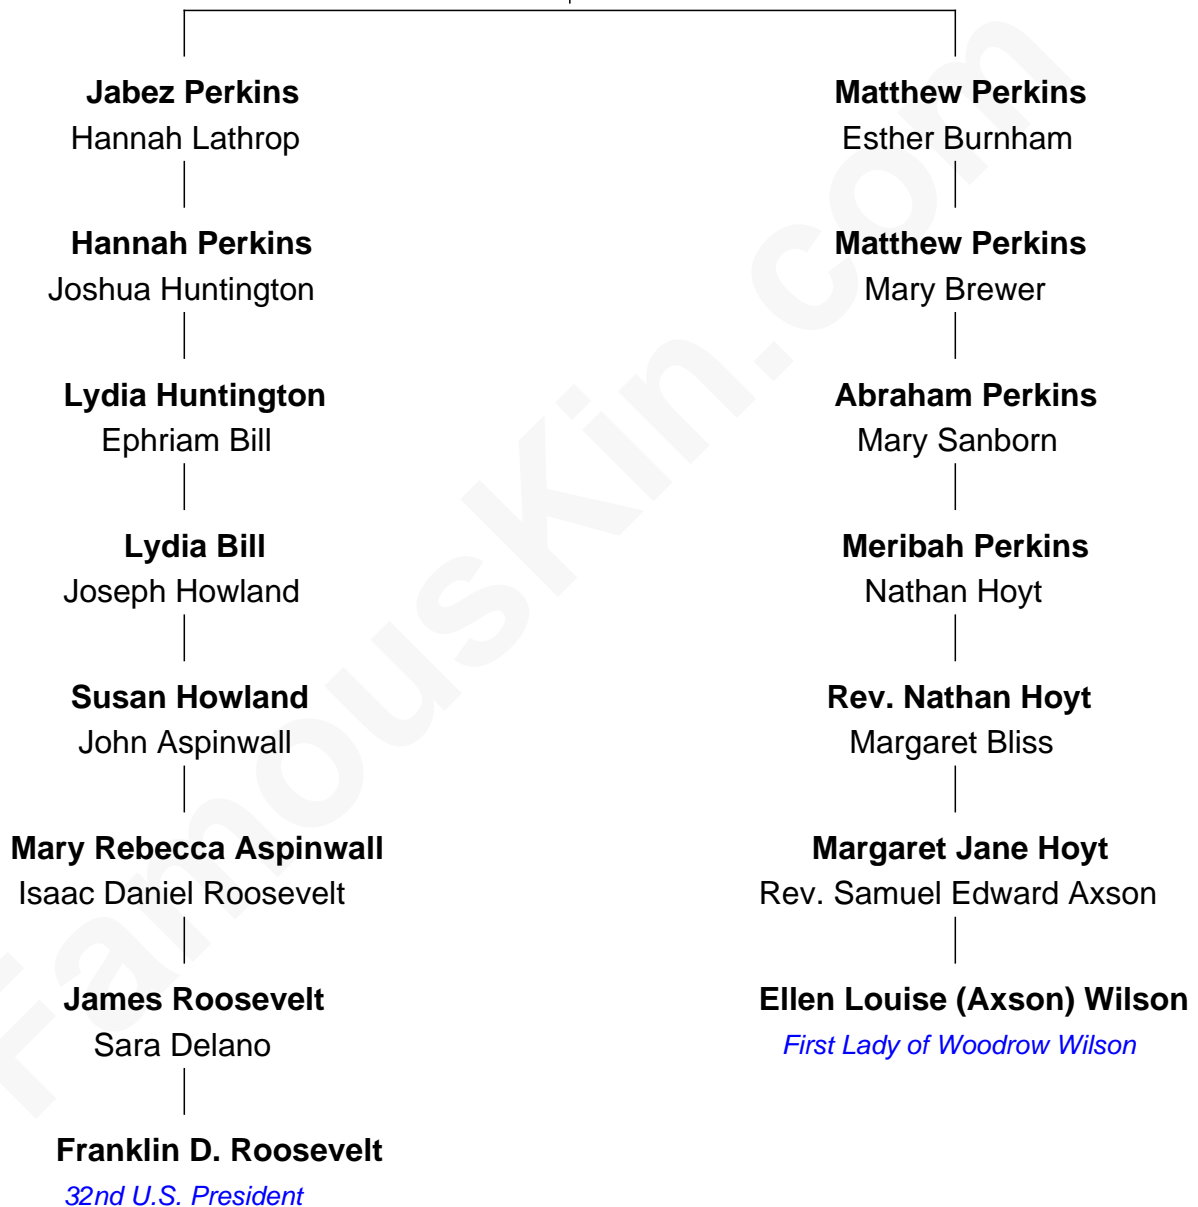 Jabez Perkins
Hannah Lathrop
Hannah Perkins
Joshua Huntington
Lydia Huntington
Ephriam Bill
Lydia Bill
Joseph Howland
Susan Howland
John Aspinwall
Mary Rebecca Aspinwall
Isaac Daniel Roosevelt
James Roosevelt
Sara Delano
Franklin D. Roosevelt
32nd U.S. President
Matthew Perkins
Esther Burnham
Matthew Perkins
Mary Brewer
Abraham Perkins
Mary Sanborn
Meribah Perkins
Nathan Hoyt
Rev. Nathan Hoyt
Margaret Bliss
Margaret Jane Hoyt
Rev. Samuel Edward Axson
Ellen Louise (Axson) Wilson
First Lady of Woodrow Wilson
FamousKin.com